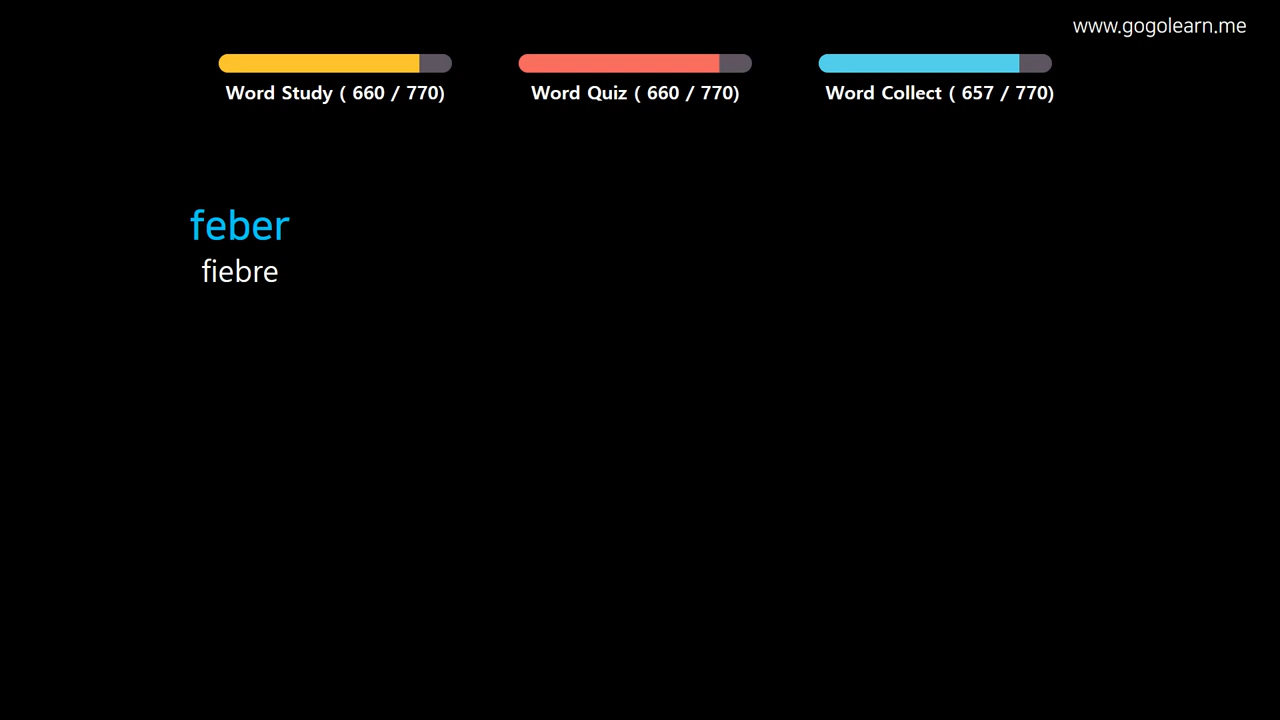 www.gogolearn.me
Word Study ( 660 / 770)
Word Quiz ( 660 / 770)
Word Collect ( 657 / 770)
feber
fiebre